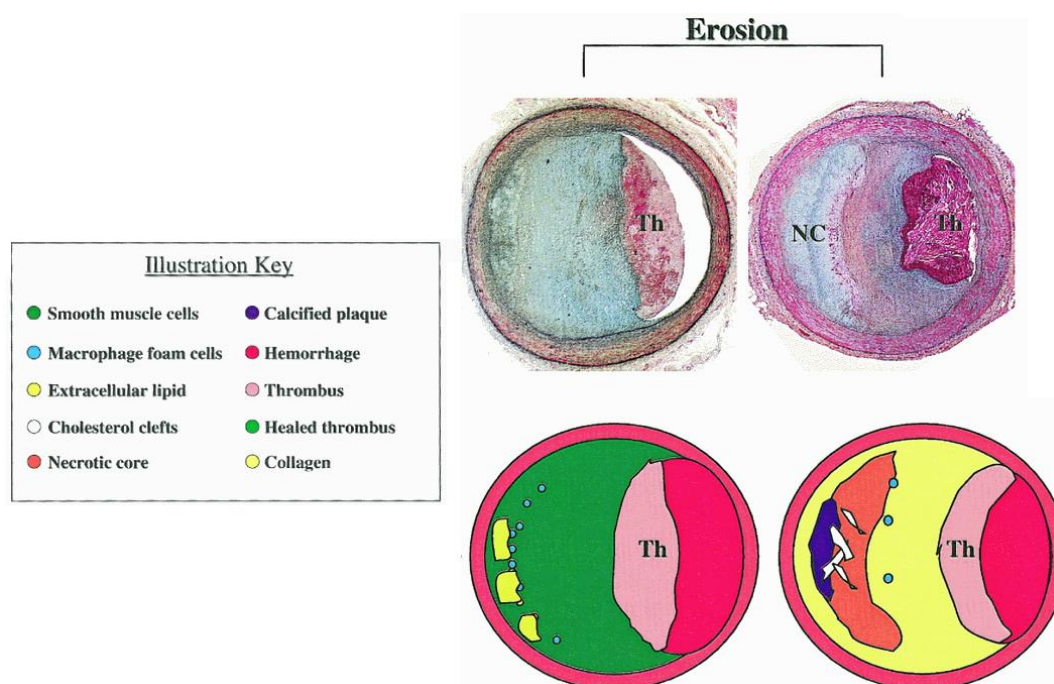 Erosion
Th
NC
Th
Illustration Key
Smooth muscle cells
Calcified plaque
Macrophage foam cells
Hemorrhage
Extracellular lipid
Thrombus
Cholesterol clefts
Healed thrombus
Necrotic core
Collagen
Th
Th